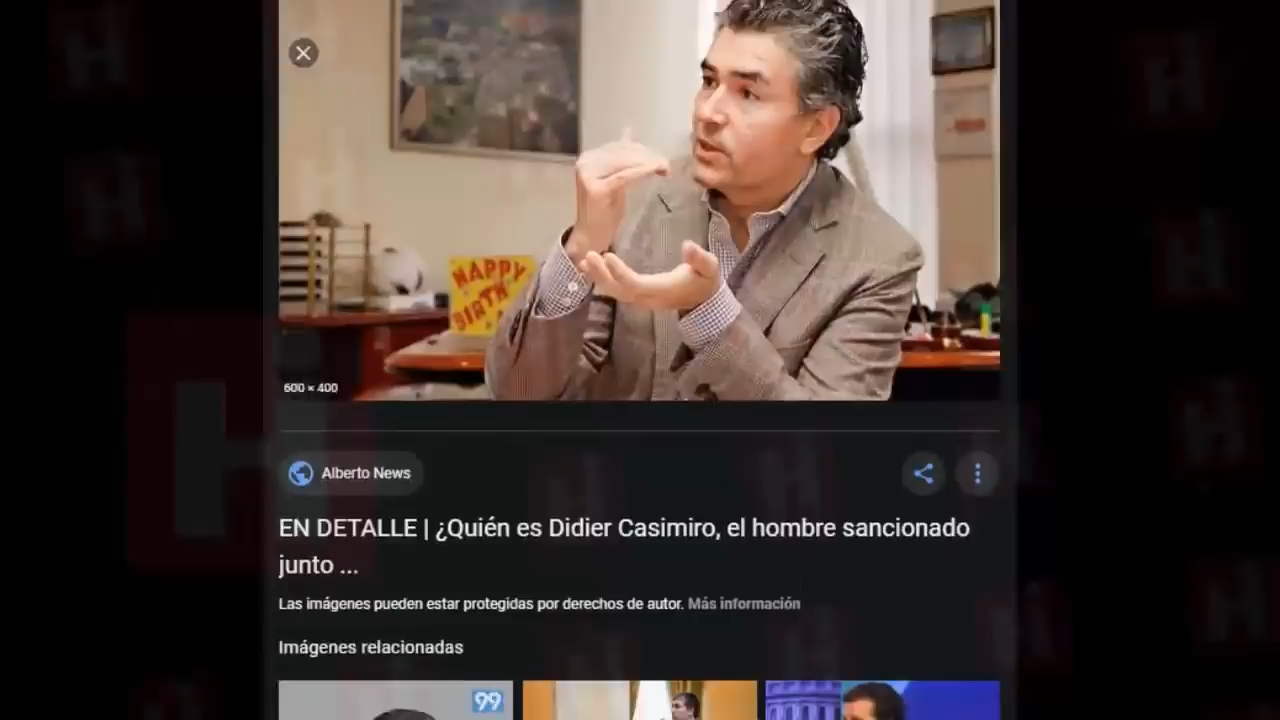 HAPPY
BIRTH
600 × 400
Alberto News
EN DETALLE | ¿Quién es Didier Casimiro, el hombre sancionado
junto ...
Las imágenes pueden estar protegidas por derechos de autor. Más información
Imágenes relacionadas
99